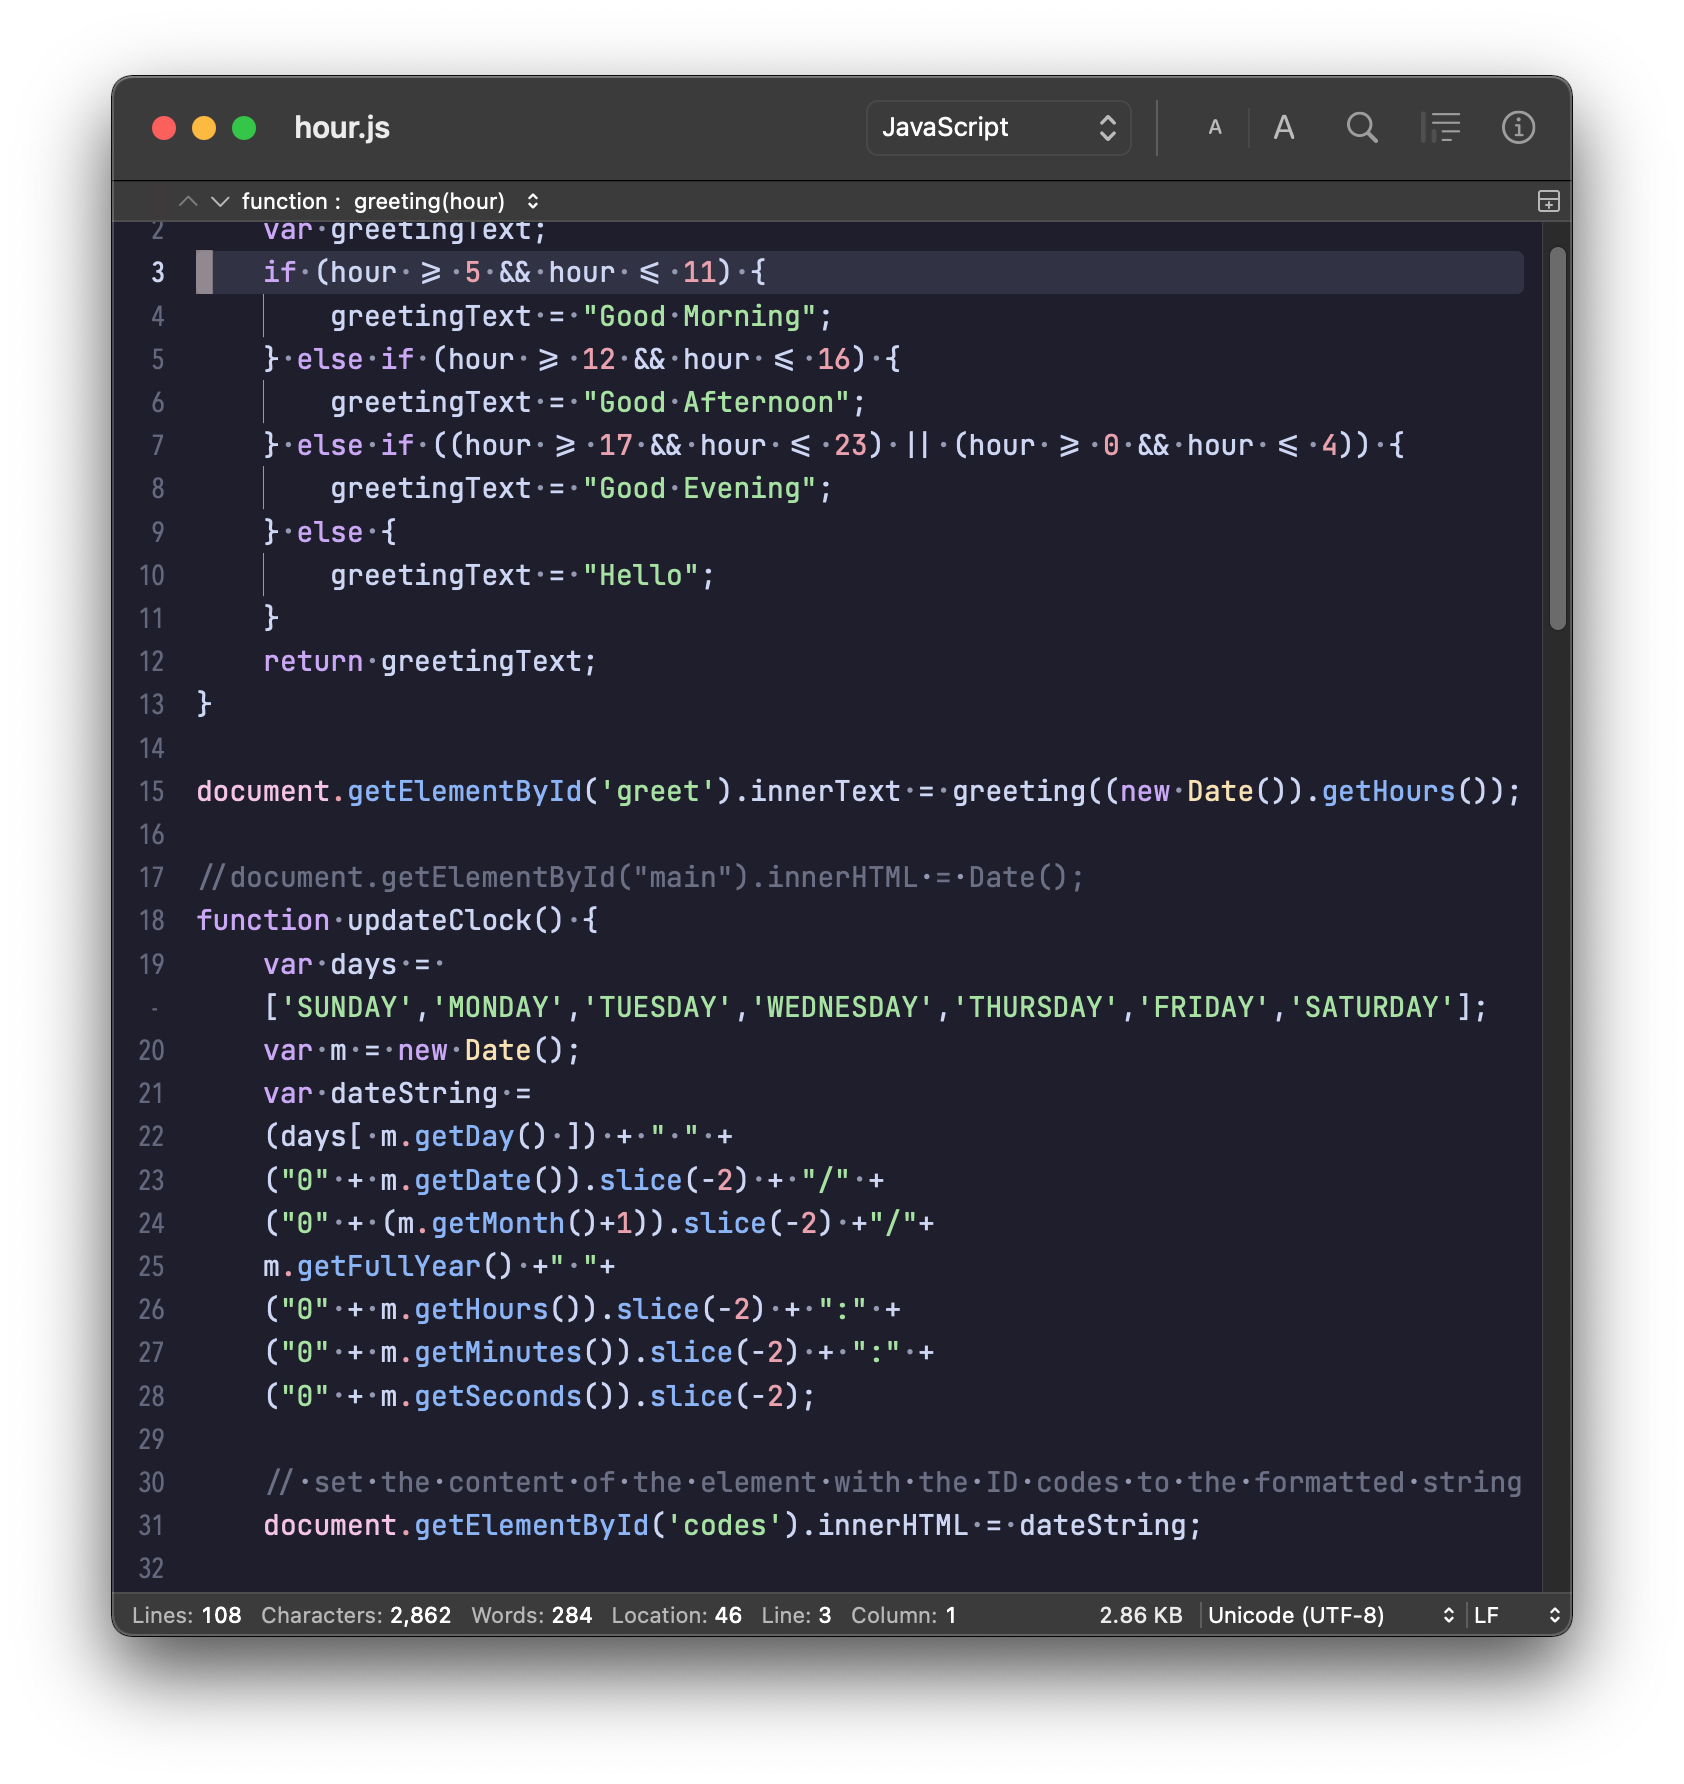 hour.js JavaScript A A
function : greeting(hour)
2 var greetingText;
3 if (hour >= 5 && hour <= 11) {
4 greetingText = "Good Morning";
5 } else if (hour >= 12 && hour <= 16) {
6 greetingText = "Good Afternoon";
7 } else if ((hour >= 17 && hour <= 23) || (hour >= 0 && hour <= 4)) {
8 greetingText = "Good Evening";
9 } else {
10 greetingText = "Hello";
11 }
12 return greetingText;
13 }
14
15 document.getElementById('greet').innerText = greeting((new Date()).getHours());
16
17 //document.getElementById("main").innerHTML = Date();
18 function updateClock() {
19 var days =
- ['SUNDAY','MONDAY','TUESDAY','WEDNESDAY','THURSDAY','FRIDAY','SATURDAY'];
20 var m = new Date();
21 var dateString =
22 (days[ m.getDay() ]) + " " +
23 ("0" + m.getDate()).slice(-2) + "/" +
24 ("0" + (m.getMonth()+1)).slice(-2) +"/"+
25 m.getFullYear() +" "+
26 ("0" + m.getHours()).slice(-2) + ":" +
27 ("0" + m.getMinutes()).slice(-2) + ":" +
28 ("0" + m.getSeconds()).slice(-2);
29
30 // set the content of the element with the ID codes to the formatted string
31 document.getElementById('codes').innerHTML = dateString;
32
Lines: 108 Characters: 2,862 Words: 284 Location: 46 Line: 3 Column: 1 2.86 KB Unicode (UTF-8) LF